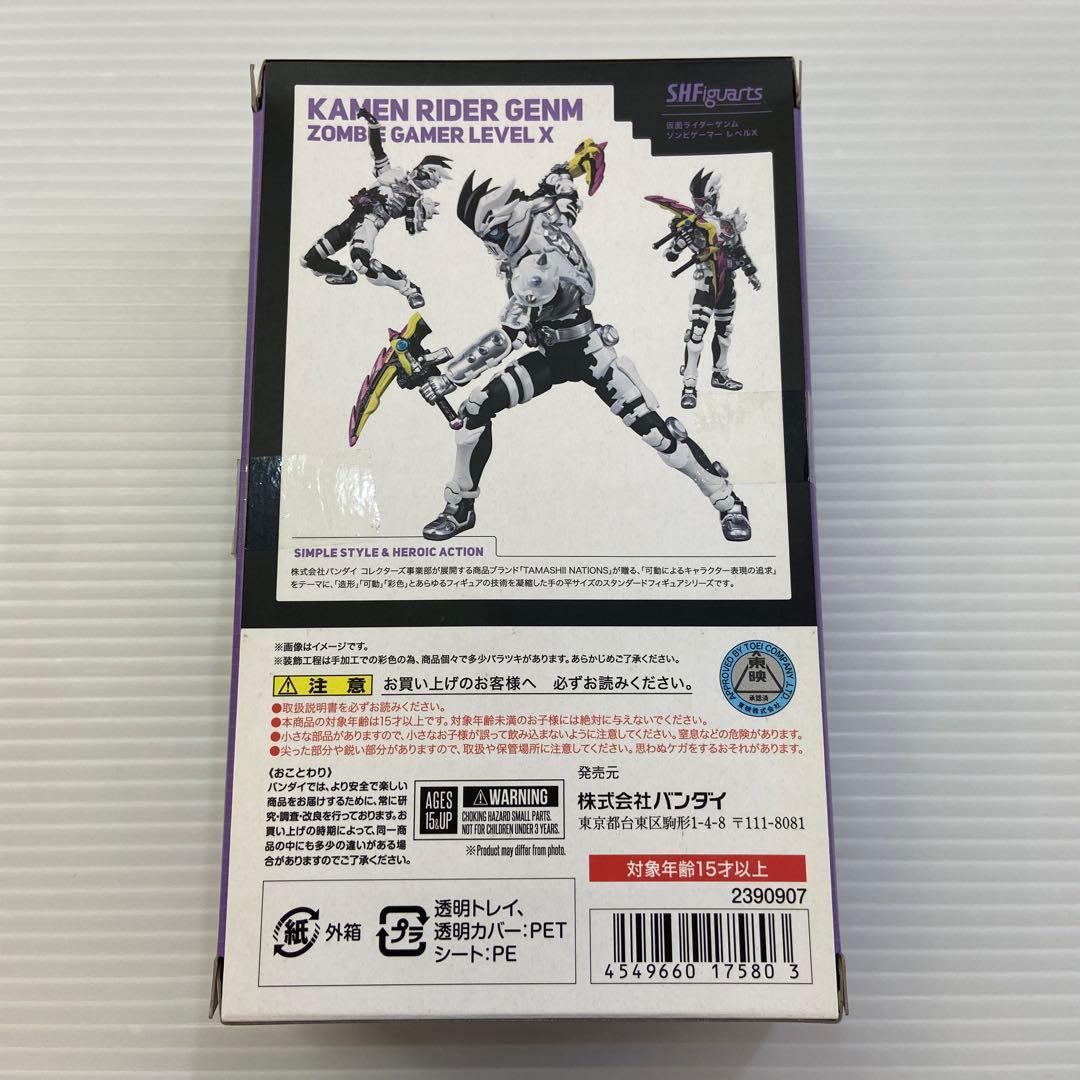 KAMEN RIDER GENM
ZOMBIE GAMER LEVEL X
SHFiguarts
仮面ライダーゲンム
ゾンビゲーマー レベルX
SIMPLE STYLE & HEROIC ACTION
株式会社バンダイ コレクターズ事業部が展開する商品ブランド「TAMASHII NATIONS」が贈る、「可動によるキャラクター表現の追求」
をテーマに、「造形」「可動」「彩色」とあらゆるフィギュアの技術を凝縮した手の平サイズのスタンダードフィギュアシリーズです。
※画像はイメージです。
※装飾工程は手加工での彩色の為、商品個々で多少バラツキがあります。あらかじめご了承ください。
注意 お買い上げのお客様へ 必ずお読みください。
●取扱説明書を必ずお読みください。
●本商品の対象年齢は15才以上です。対象年齢未満のお子様には絶対に与えないでください。
●小さな部品がありますので、小さなお子様が誤って飲み込まないように注意してください。窒息などの危険があります。
●尖った部分や鋭い部分がありますので、取扱や保管場所に注意してください。思わぬケガをするおそれがあります。
APPROVED BY TOEI COMPANY, LTD.
東映
承認済
東映株式会社
《おことわり》
バンダイでは、より安全で楽しい
商品をお届けするために、常に研
究・調査・改良を行っております。お
買い上げの時期によって、同一商
品の中にも多少の違いがある場
合がありますのでご了承ください。
AGES
15&UP
WARNING
CHOKING HAZARD SMALL PARTS.
NOT FOR CHILDREN UNDER 3 YEARS.
※Product may differ from photo.
発売元
株式会社バンダイ
東京都台東区駒形1-4-8 〒111-8081
対象年齢15才以上
2390907
紙 外箱
プラ
透明トレイ、
透明カバー:PET
シート:PE
4549660 17580 3